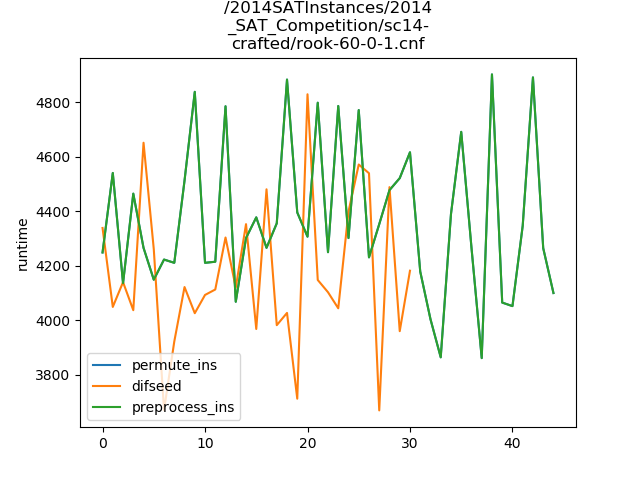 /2014SATInstances/2014
_SAT_Competition/sc14-
crafted/rook-60-0-1.cnf
4800
4600
4400
4200
4000
3800
runtime
permute_ins
difseed
preprocess_ins
0 10 20 30 40